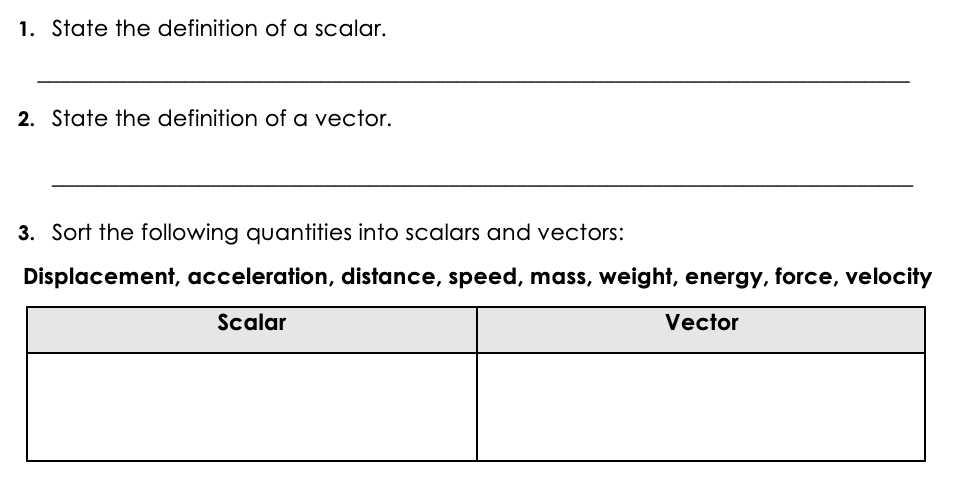 1. State the definition of a scalar.
2. State the definition of a vector.
3. Sort the following quantities into scalars and vectors:
Displacement, acceleration, distance, speed, mass, weight, energy, force, velocity
Scalar Vector